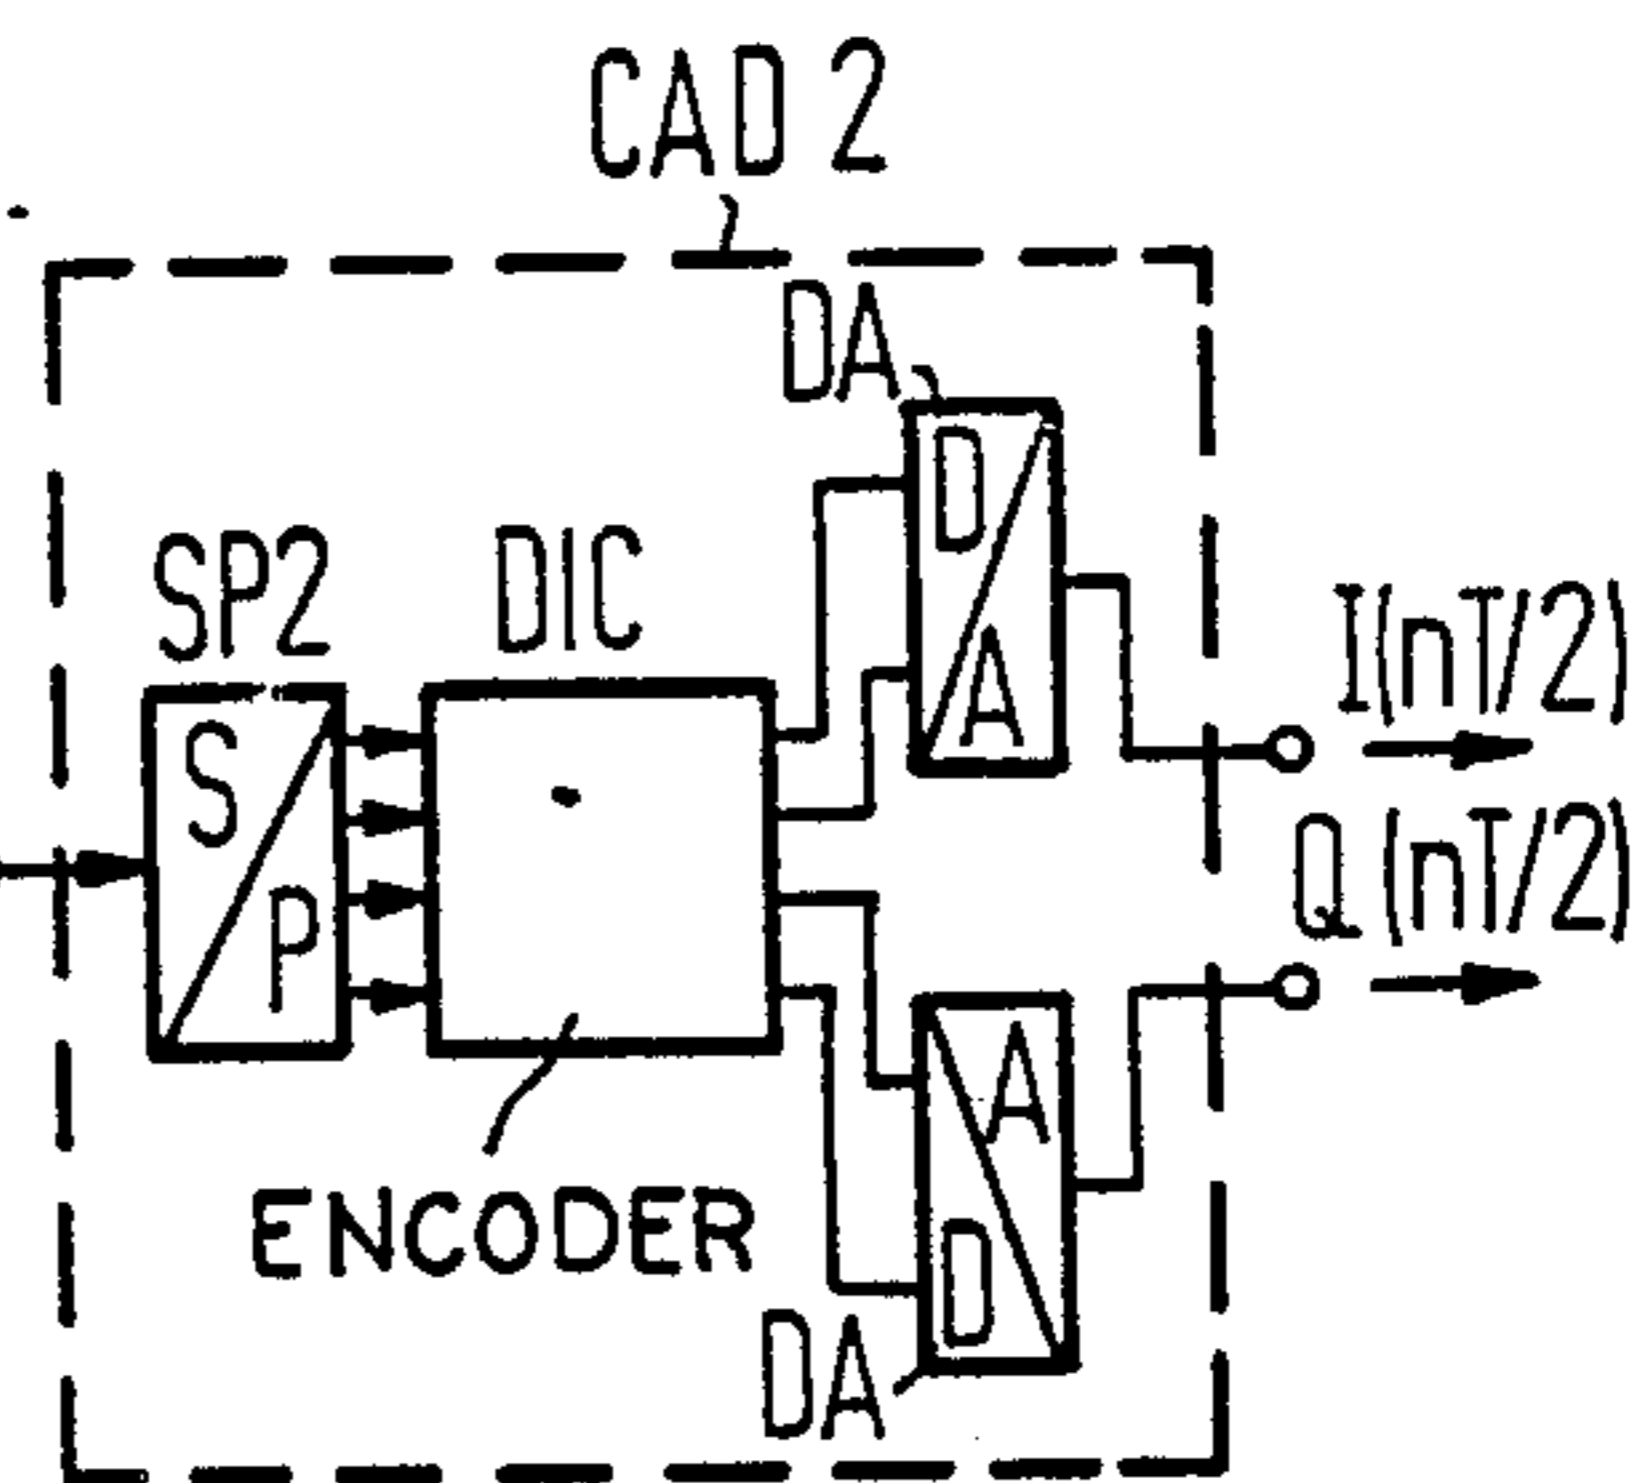 CAD 2
DA
D
A
SP2
DIC
S
P
I(nT/2)
Q (nT/2)
A
D
ENCODER
DA